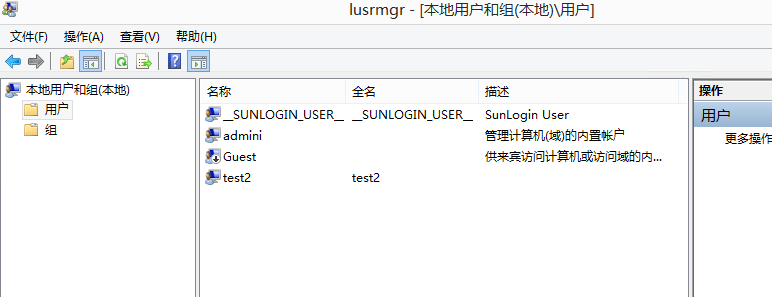 lusrmgr - [本地用户和组(本地)\用户]
文件(F) 操作(A) 查看(V) 帮助(H)
本地用户和组(本地)
用户
组
名称 全名 描述
__SUNLOGIN_USER__ __SUNLOGIN_USER__ SunLogin User
admini 管理计算机(域)的内置帐户
Guest 供来宾访问计算机或访问域的内...
test2 test2
操作
用户
更多操作